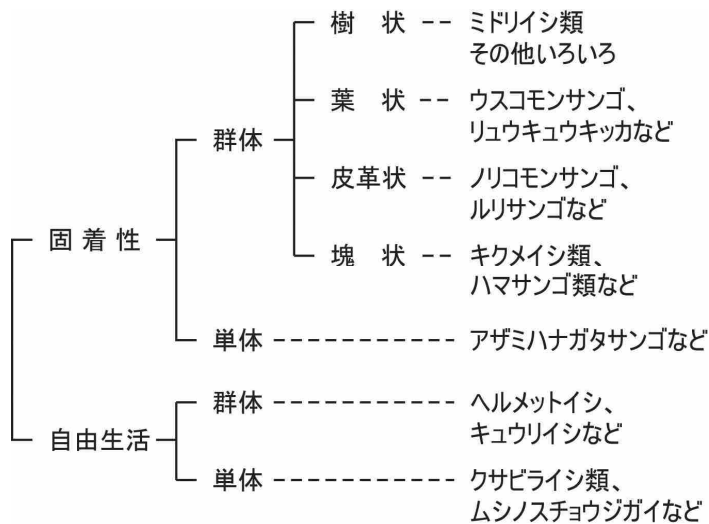 樹 状 -- ミドリイシ類
その他いろいろ
葉 状 -- ウスコモンサンゴ、
リュウキュウキッカなど
群体
皮革状 -- ノリコモンサンゴ、
ルリサンゴなど
固着性
塊 状 -- キクメイシ類、
ハマサンゴ類など
単体 ------------ アザミハナガタサンゴなど
群体 ------------ ヘルメットイシ、
キュウリイシなど
自由生活
単体 ------------ クサビライシ類、
ムシノスチョウジガイなど